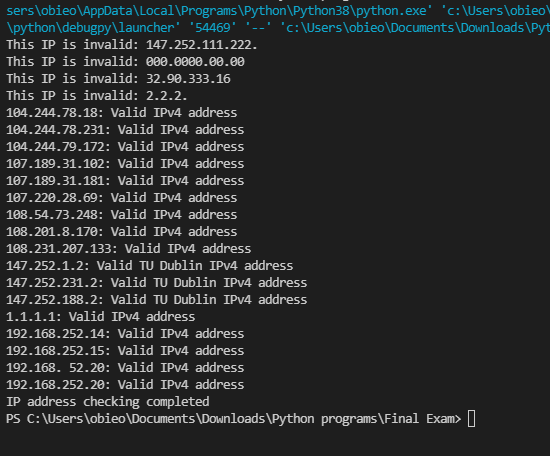 sers\obieo\AppData\Local\Programs\Python\Python38\python.exe' 'c:\Users\obieo\
\python\debugpy\launcher' '54469' '--' 'c:\Users\obieo\Documents\Downloads\Pyt
This IP is invalid: 147.252.111.222.
This IP is invalid: 000.0000.00.00
This IP is invalid: 32.90.333.16
This IP is invalid: 2.2.2.
104.244.78.18: Valid IPv4 address
104.244.78.231: Valid IPv4 address
104.244.79.172: Valid IPv4 address
107.189.31.102: Valid IPv4 address
107.189.31.181: Valid IPv4 address
107.220.28.69: Valid IPv4 address
108.54.73.248: Valid IPv4 address
108.201.8.170: Valid IPv4 address
108.231.207.133: Valid IPv4 address
147.252.1.2: Valid TU Dublin IPv4 address
147.252.231.2: Valid TU Dublin IPv4 address
147.252.188.2: Valid TU Dublin IPv4 address
1.1.1.1: Valid IPv4 address
192.168.252.14: Valid IPv4 address
192.168.252.15: Valid IPv4 address
192.168. 52.20: Valid IPv4 address
192.168.252.20: Valid IPv4 address
IP address checking completed
PS C:\Users\obieo\Documents\Downloads\Python programs\Final Exam>